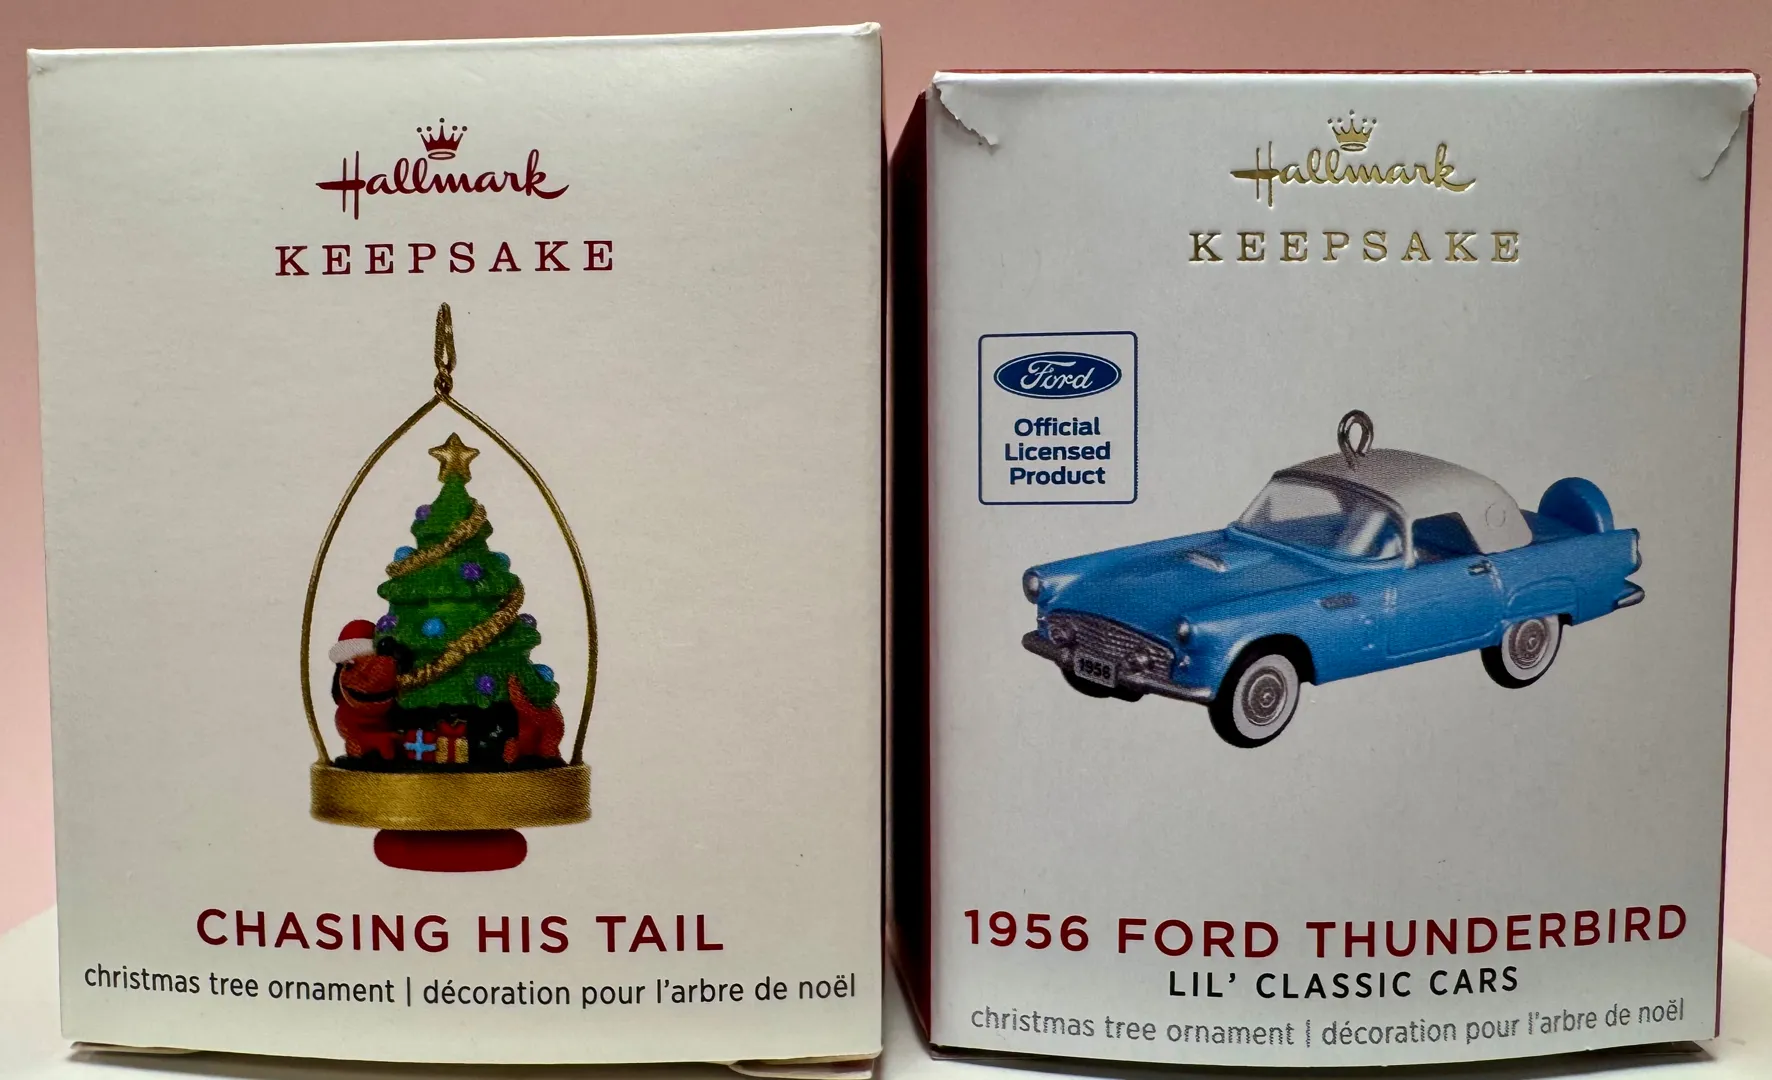 Hallmark
KEEPSAKE
CHASING HIS TAIL
christmas tree ornament | décoration pour l'arbre de noël
Hallmark
KEEPSAKE
Ford
Official
Licensed
Product
1956
1956 FORD THUNDERBIRD
LIL' CLASSIC CARS
christmas tree ornament | décoration pour l'arbre de noël